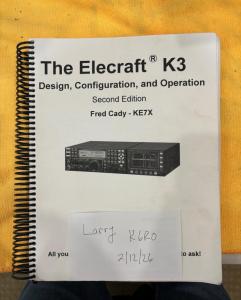 The Elecraft® K3
Design, Configuration, and Operation
Second Edition
Fred Cady - KE7X
Larry K6RO
2/12/26
All you to ask!